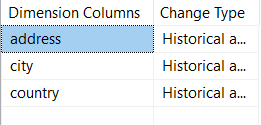 Dimension Columns Change Type
address Historical a...
city Historical a...
country Historical a...